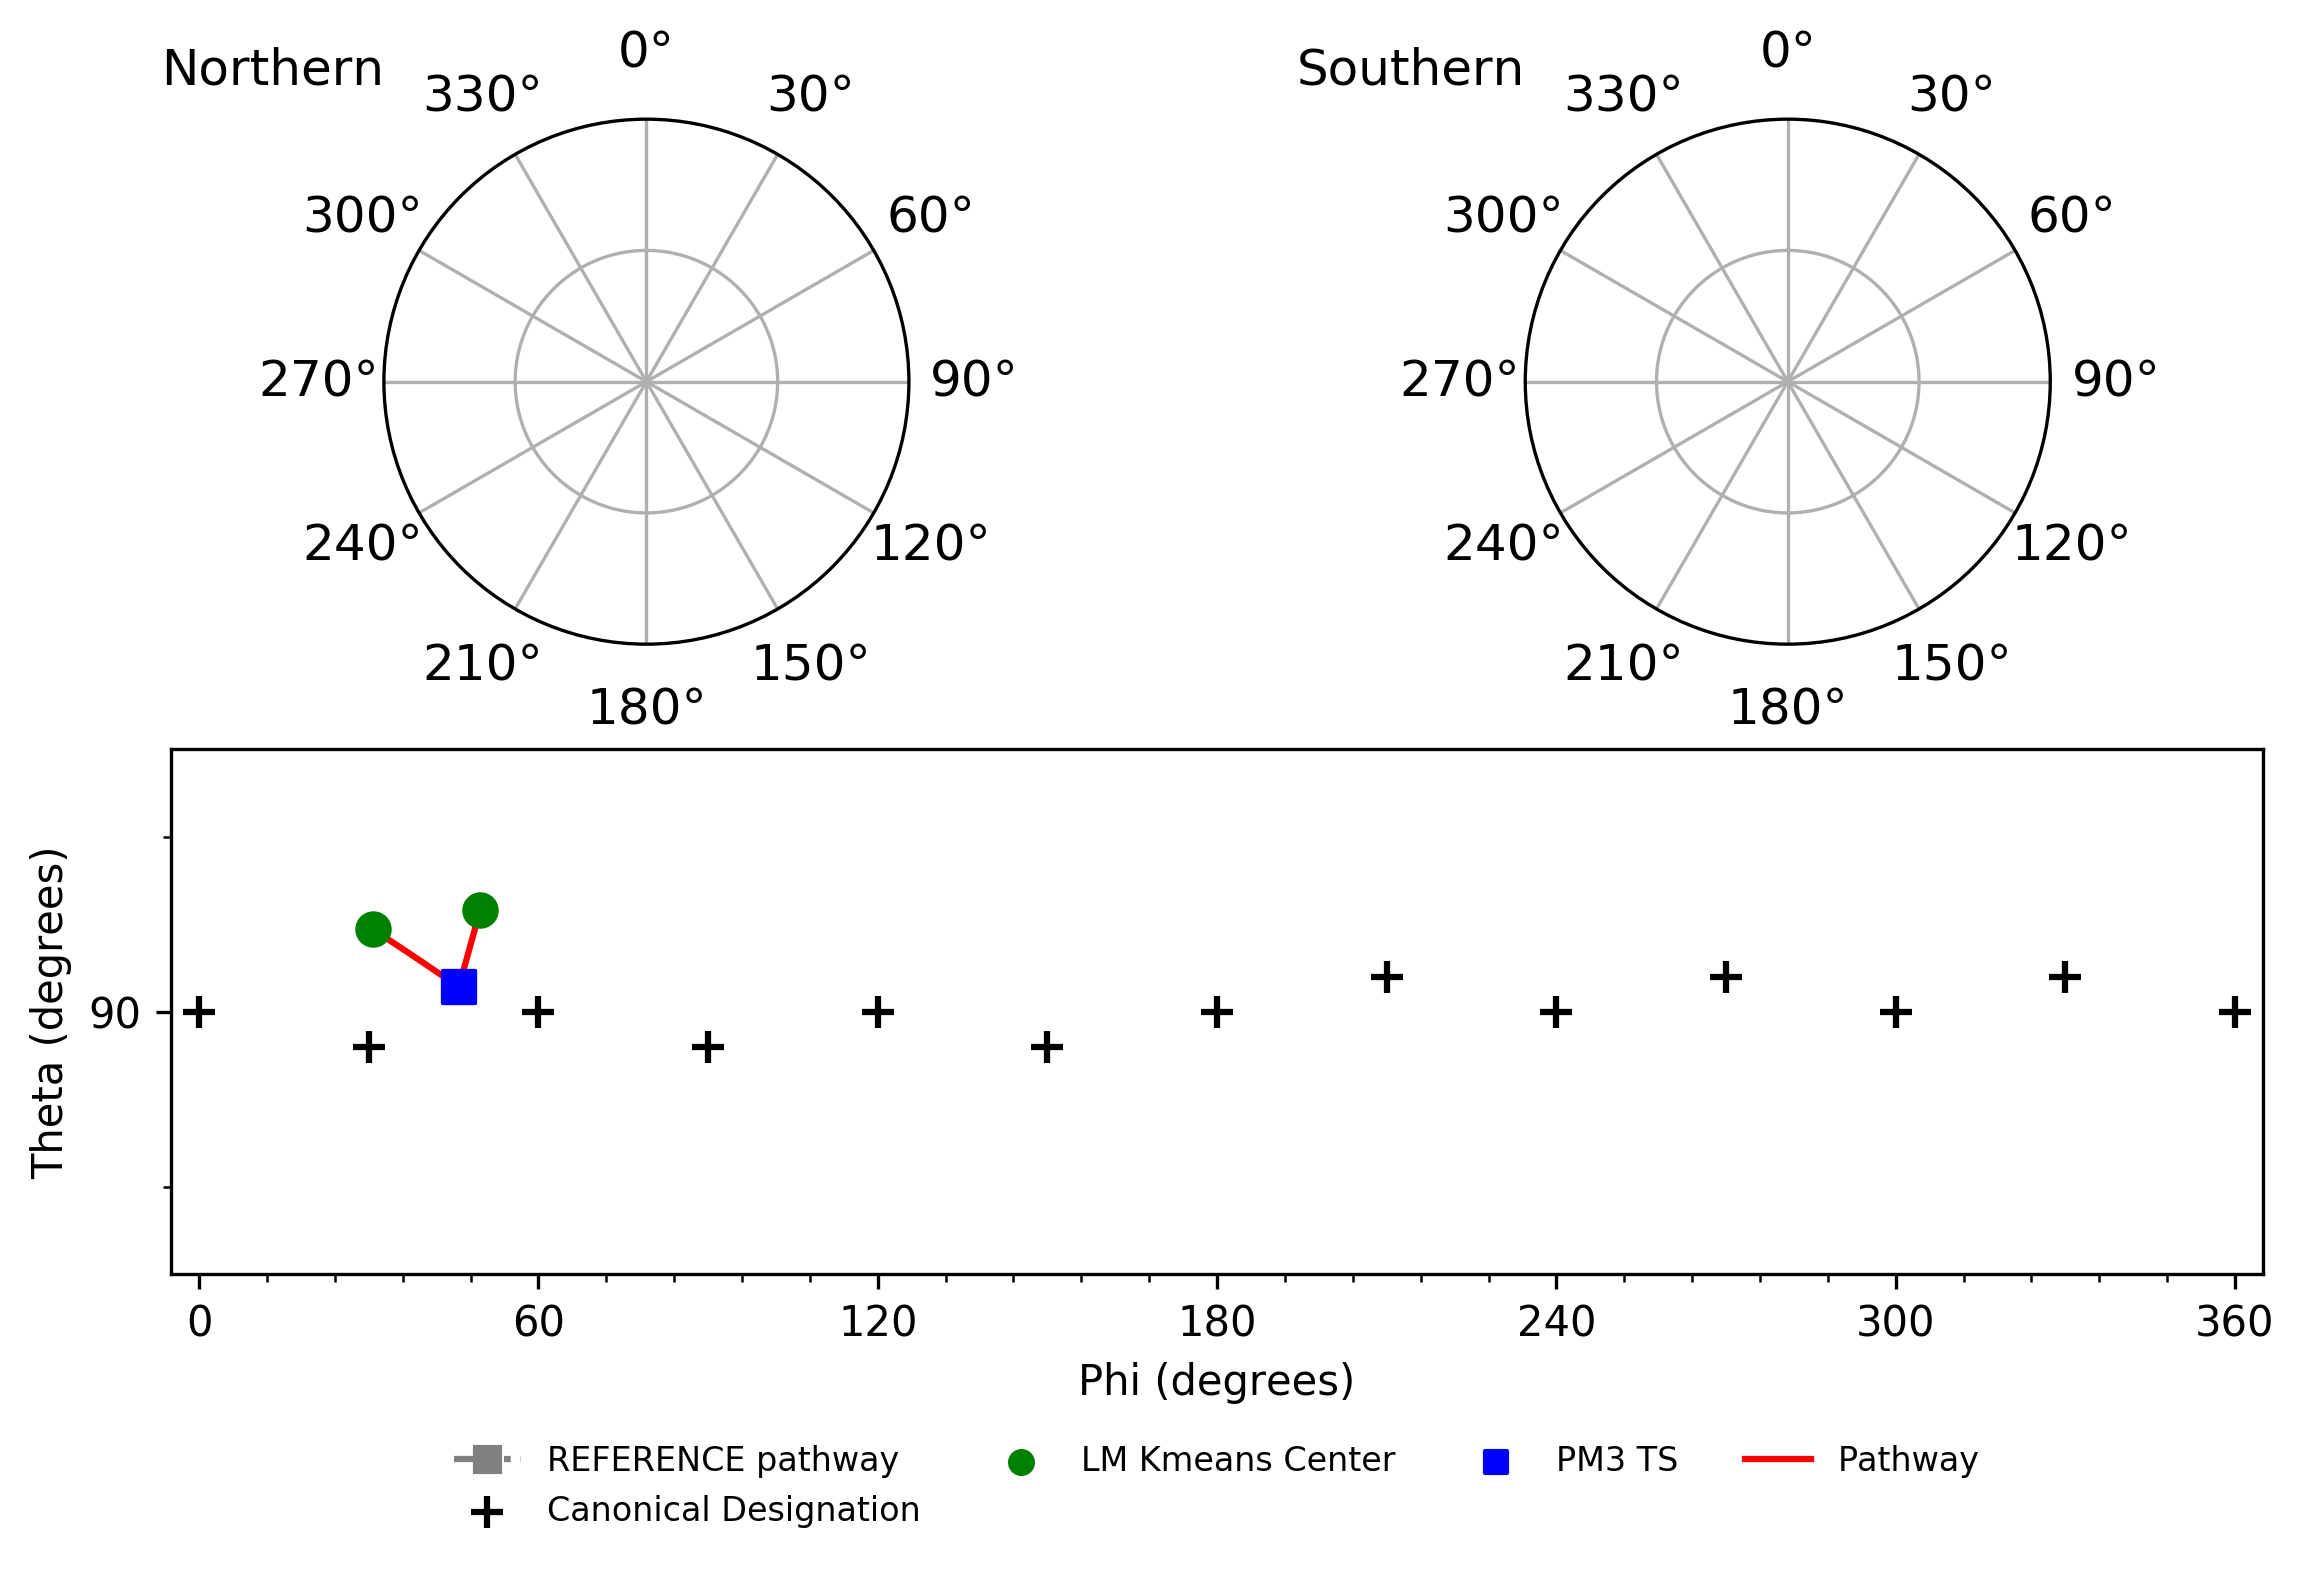 Northern
0°
30°
60°
90°
120°
150°
180°
210°
240°
270°
300°
330°
Southern
0°
30°
60°
90°
120°
150°
180°
210°
240°
270°
300°
330°
Theta (degrees)
90
0 60 120 180 240 300 360
Phi (degrees)
REFERENCE pathway
Canonical Designation
LM Kmeans Center
PM3 TS
Pathway